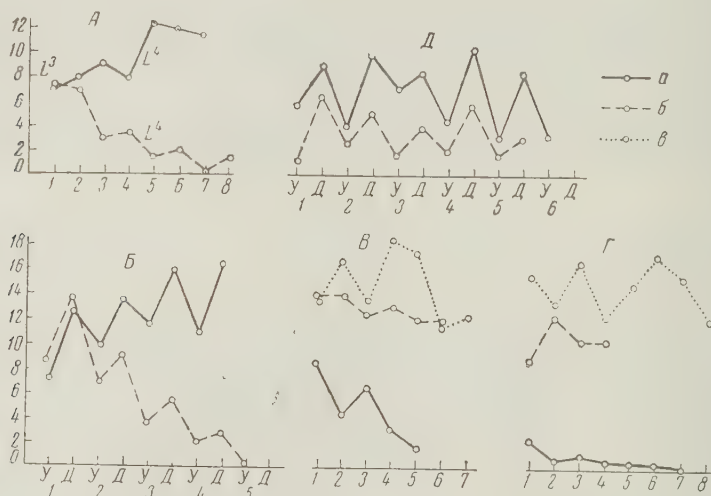 А
Д
12
10
8
6
4
2
0
l³
L⁴
L⁴
1 2 3 4 5 6 7 8
У Д У Д У Д У Д У Д У Д
1 2 3 4 5 6
а
б
в
Б
В
Г
18
16
14
12
10
8
6
4
2
0
У Д У Д У Д У Д У Д
1 2 3 4 5
1 2 3 4 5 6 7
1 2 3 4 5 6 7 8